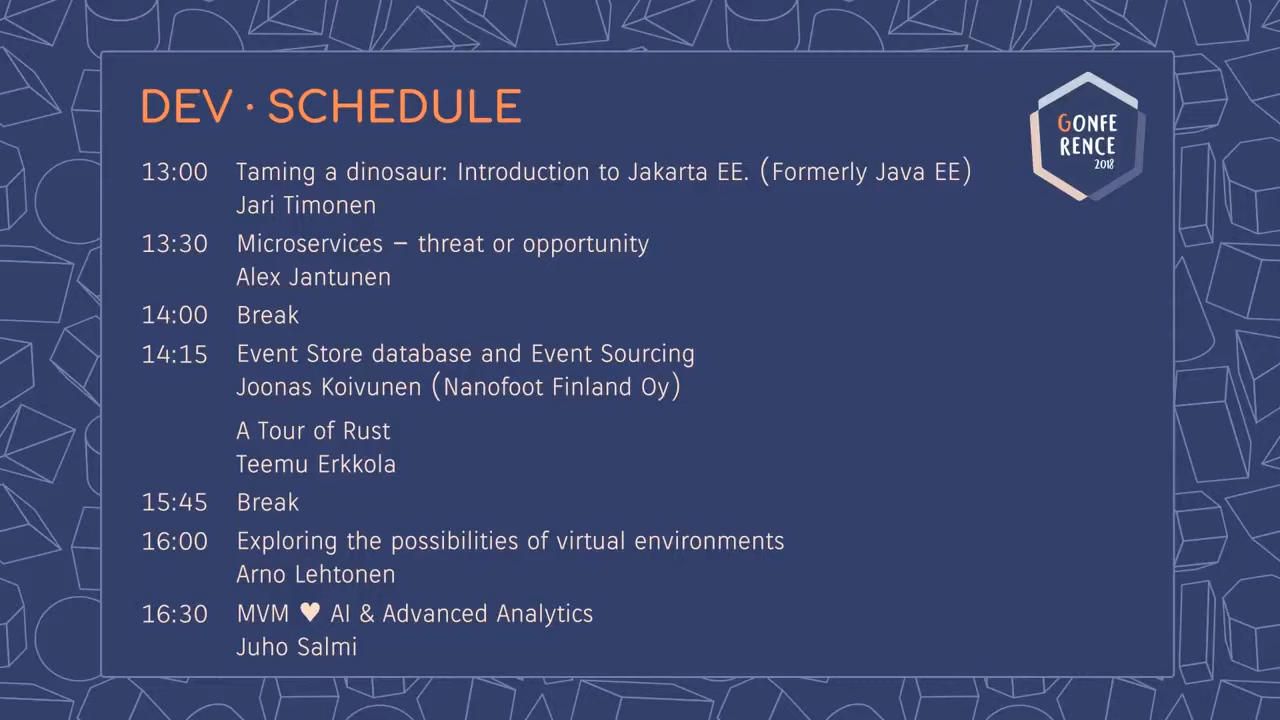 DEV · SCHEDULE
GONFE
RENCE
2018
13:00 Taming a dinosaur: Introduction to Jakarta EE. (Formerly Java EE)
Jari Timonen
13:30 Microservices – threat or opportunity
Alex Jantunen
14:00 Break
14:15 Event Store database and Event Sourcing
Joonas Koivunen (Nanofoot Finland Oy)
A Tour of Rust
Teemu Erkkola
15:45 Break
16:00 Exploring the possibilities of virtual environments
Arno Lehtonen
16:30 MVM ♥ AI & Advanced Analytics
Juho Salmi